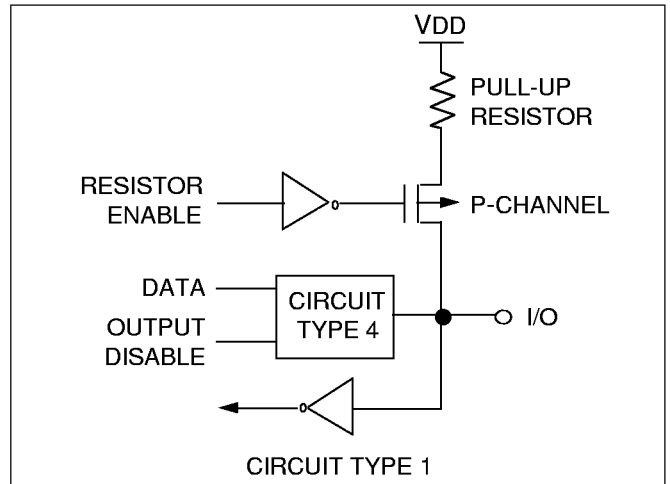 VDD
PULL-UP
RESISTOR
RESISTOR
ENABLE
P-CHANNEL
DATA
OUTPUT
DISABLE
CIRCUIT
TYPE 4
I/O
CIRCUIT TYPE 1